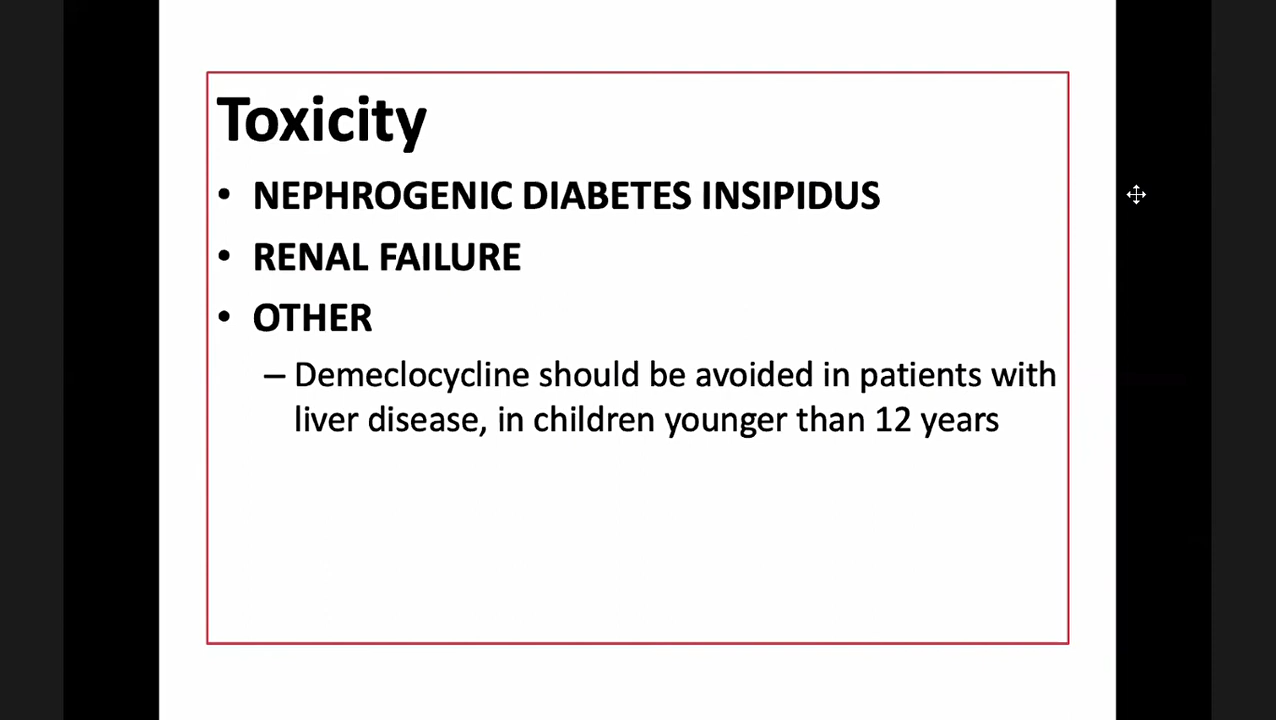 Toxicity
• NEPHROGENIC DIABETES INSIPIDUS
• RENAL FAILURE
• OTHER
– Demeclocycline should be avoided in patients with
liver disease, in children younger than 12 years